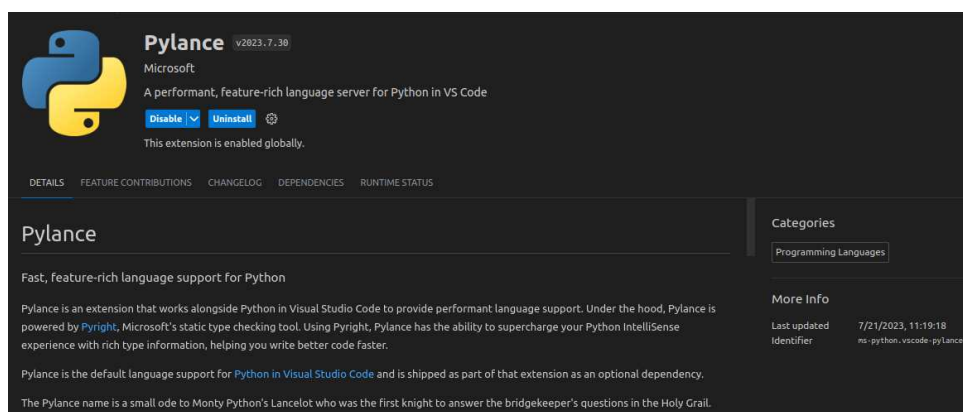 Pylance v2023.7.30
Microsoft
A performant, feature-rich language server for Python in VS Code
Disable Uninstall
This extension is enabled globally.
DETAILS FEATURE CONTRIBUTIONS CHANGELOG DEPENDENCIES RUNTIME STATUS
Pylance
Fast, feature-rich language support for Python
Pylance is an extension that works alongside Python in Visual Studio Code to provide performant language support. Under the hood, Pylance is
powered by Pyright, Microsoft's static type checking tool. Using Pyright, Pylance has the ability to supercharge your Python IntelliSense
experience with rich type information, helping you write better code faster.
Pylance is the default language support for Python in Visual Studio Code and is shipped as part of that extension as an optional dependency.
The Pylance name is a small ode to Monty Python's Lancelot who was the first knight to answer the bridgekeeper's questions in the Holy Grail.
Categories
Programming Languages
More Info
Last updated 7/21/2023, 11:19:18
Identifier ms-python.vscode-pylance